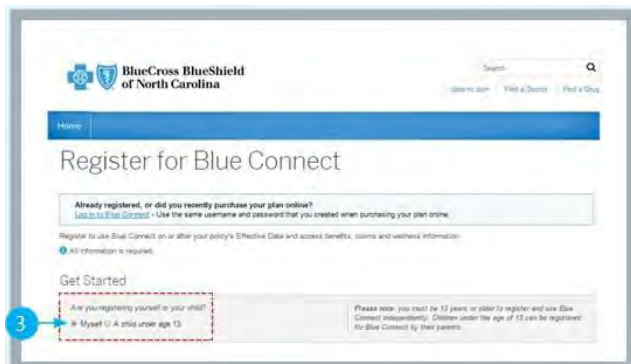 BlueCross BlueShield
of North Carolina
Search
Find a Doctor
Find a Drug
Home
Register for Blue Connect
Already registered, or did you recently purchase your plan online?
Log in to Blue Connect - Use the same username and password that you created when purchasing your plan online.
Register to use Blue Connect on or after your policy's Effective Date and access benefits, claims and wellness information.
All information is required.
Get Started
Are you registering yourself or your child?
Myself A child under age 13
Please note: you must be 13 years or older to register and use Blue
Connect independently. Children under the age of 13 can be registered
for Blue Connect by their parents.
3